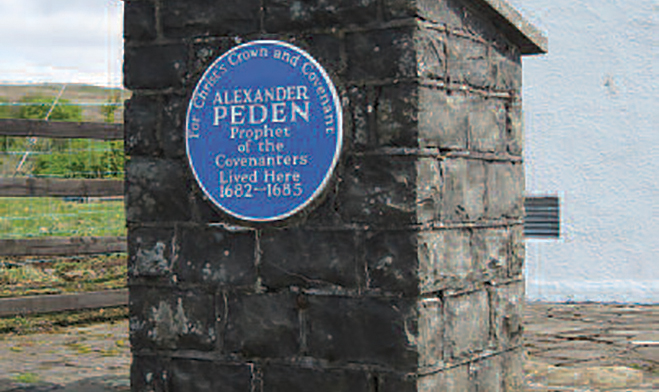 For Christ's Crown and Covenant
ALEXANDER
PEDEN
Prophet
of the
Covenanters
Lived Here
1682~1685